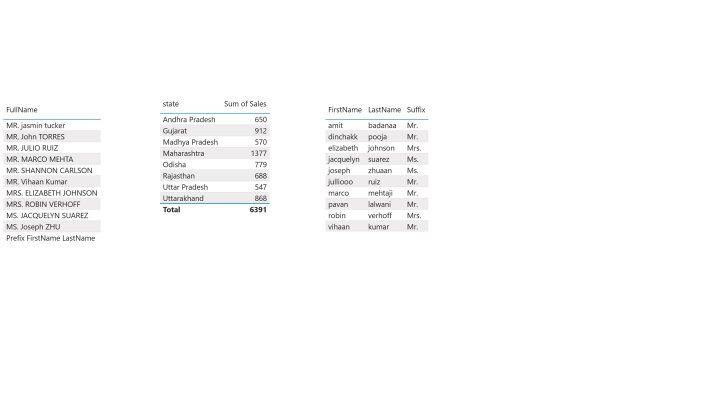 FullName
MR. jasmin tucker
MR. John TORRES
MR. JULIO RUIZ
MR. MARCO MEHTA
MR. SHANNON CARLSON
MR. Vihaan Kumar
MRS. ELIZABETH JOHNSON
MRS. ROBIN VERHOFF
MS. JACQUELYN SUAREZ
MS. Joseph ZHU
Prefix FirstName LastName
state Sum of Sales
Andhra Pradesh 650
Gujarat 912
Madhya Pradesh 570
Maharashtra 1377
Odisha 779
Rajasthan 688
Uttar Pradesh 547
Uttarakhand 868
Total 6391
FirstName LastName Suffix
amit badanaa Mr.
dinchakk pooja Mr.
elizabeth johnson Mrs.
jacquelyn suarez Ms.
joseph zhuaan Ms.
julliooo ruiz Mr.
marco mehtaji Mr.
pavan lalwani Mr.
robin verhoff Mrs.
vihaan kumar Mr.